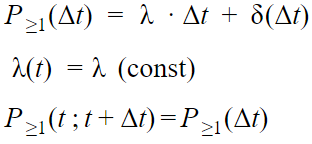 P≥1(Δt) = λ · Δt + δ(Δt)
λ(t) = λ (const)
P≥1(t ; t + Δt)=P≥1(Δt)